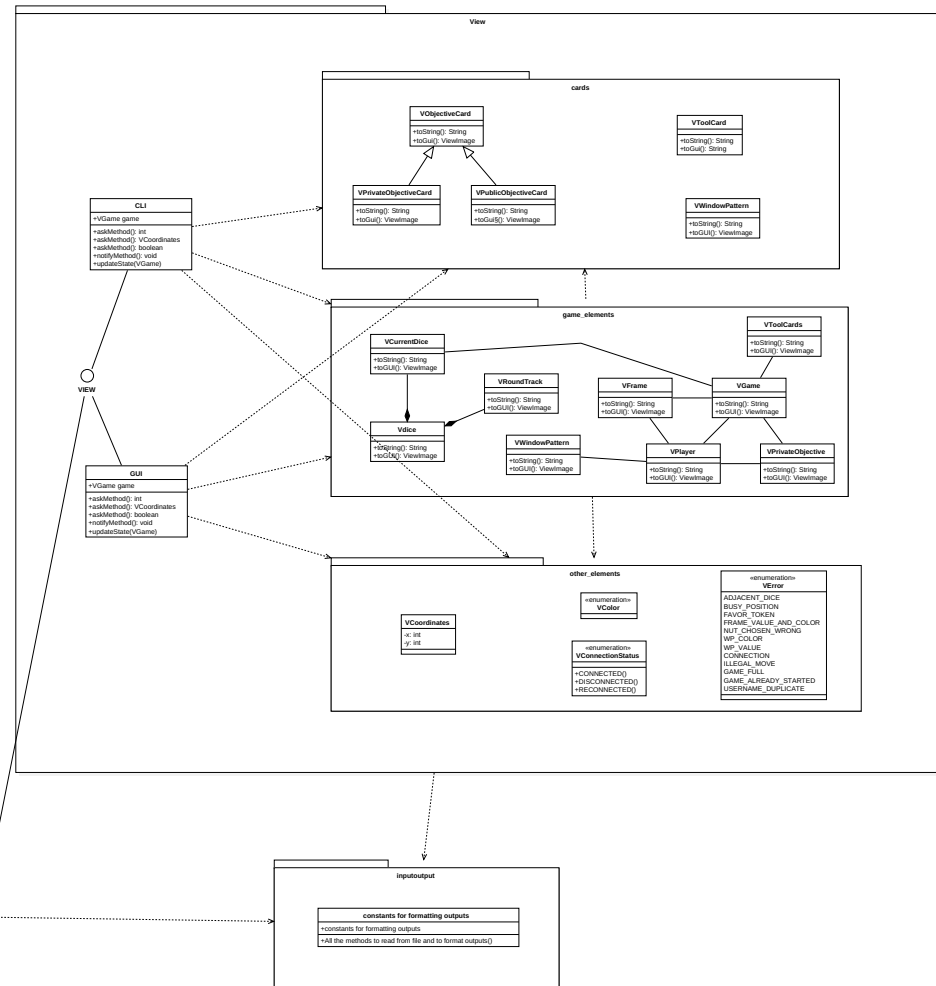 View
cards
VObjectiveCard
+toString(): String
+toGui(): ViewImage
VToolCard
+toString(): String
+toGui(): String
VPrivateObjectiveCard
+toString(): String
+toGui(): ViewImage
VPublicObjectiveCard
+toString(): String
+toGui§(): ViewImage
VWindowPattern
+toString(): String
+toGUI(): ViewImage
CLI
+VGame game
+askMethod(): int
+askMethod(): VCoordinates
+askMethod(): boolean
+notifyMethod(): void
+updateState(VGame)
game_elements
VCurrentDice
+toString(): String
+toGUI(): ViewImage
VToolCards
+toString(): String
+toGUI(): ViewImage
VRoundTrack
+toString(): String
+toGUI(): ViewImage
VFrame
+toString(): String
+toGUI(): ViewImage
VGame
+toString(): String
+toGUI(): ViewImage
Vdice
+toString(): String
+toGUI(): ViewImage
VWindowPattern
+toString(): String
+toGUI(): ViewImage
VPlayer
+toString(): String
+toGUI(): ViewImage
VPrivateObjective
+toString(): String
+toGUI(): ViewImage
VIEW
GUI
+VGame game
+askMethod(): int
+askMethod(): VCoordinates
+askMethod(): boolean
+notifyMethod(): void
+updateState(VGame)
other_elements
VCoordinates
-x: int
-y: int
«enumeration»
VColor
«enumeration»
VConnectionStatus
+CONNECTED()
+DISCONNECTED()
+RECONNECTED()
«enumeration»
VError
ADJACENT_DICE
BUSY_POSITION
FAVOR_TOKEN
FRAME_VALUE_AND_COLOR
NUT_CHOSEN_WRONG
WP_COLOR
WP_VALUE
CONNECTION
ILLEGAL_MOVE
GAME_FULL
GAME_ALREADY_STARTED
USERNAME_DUPLICATE
inputoutput
constants for formatting outputs
+constants for formatting outputs
+All the methods to read from file and to format outputs()